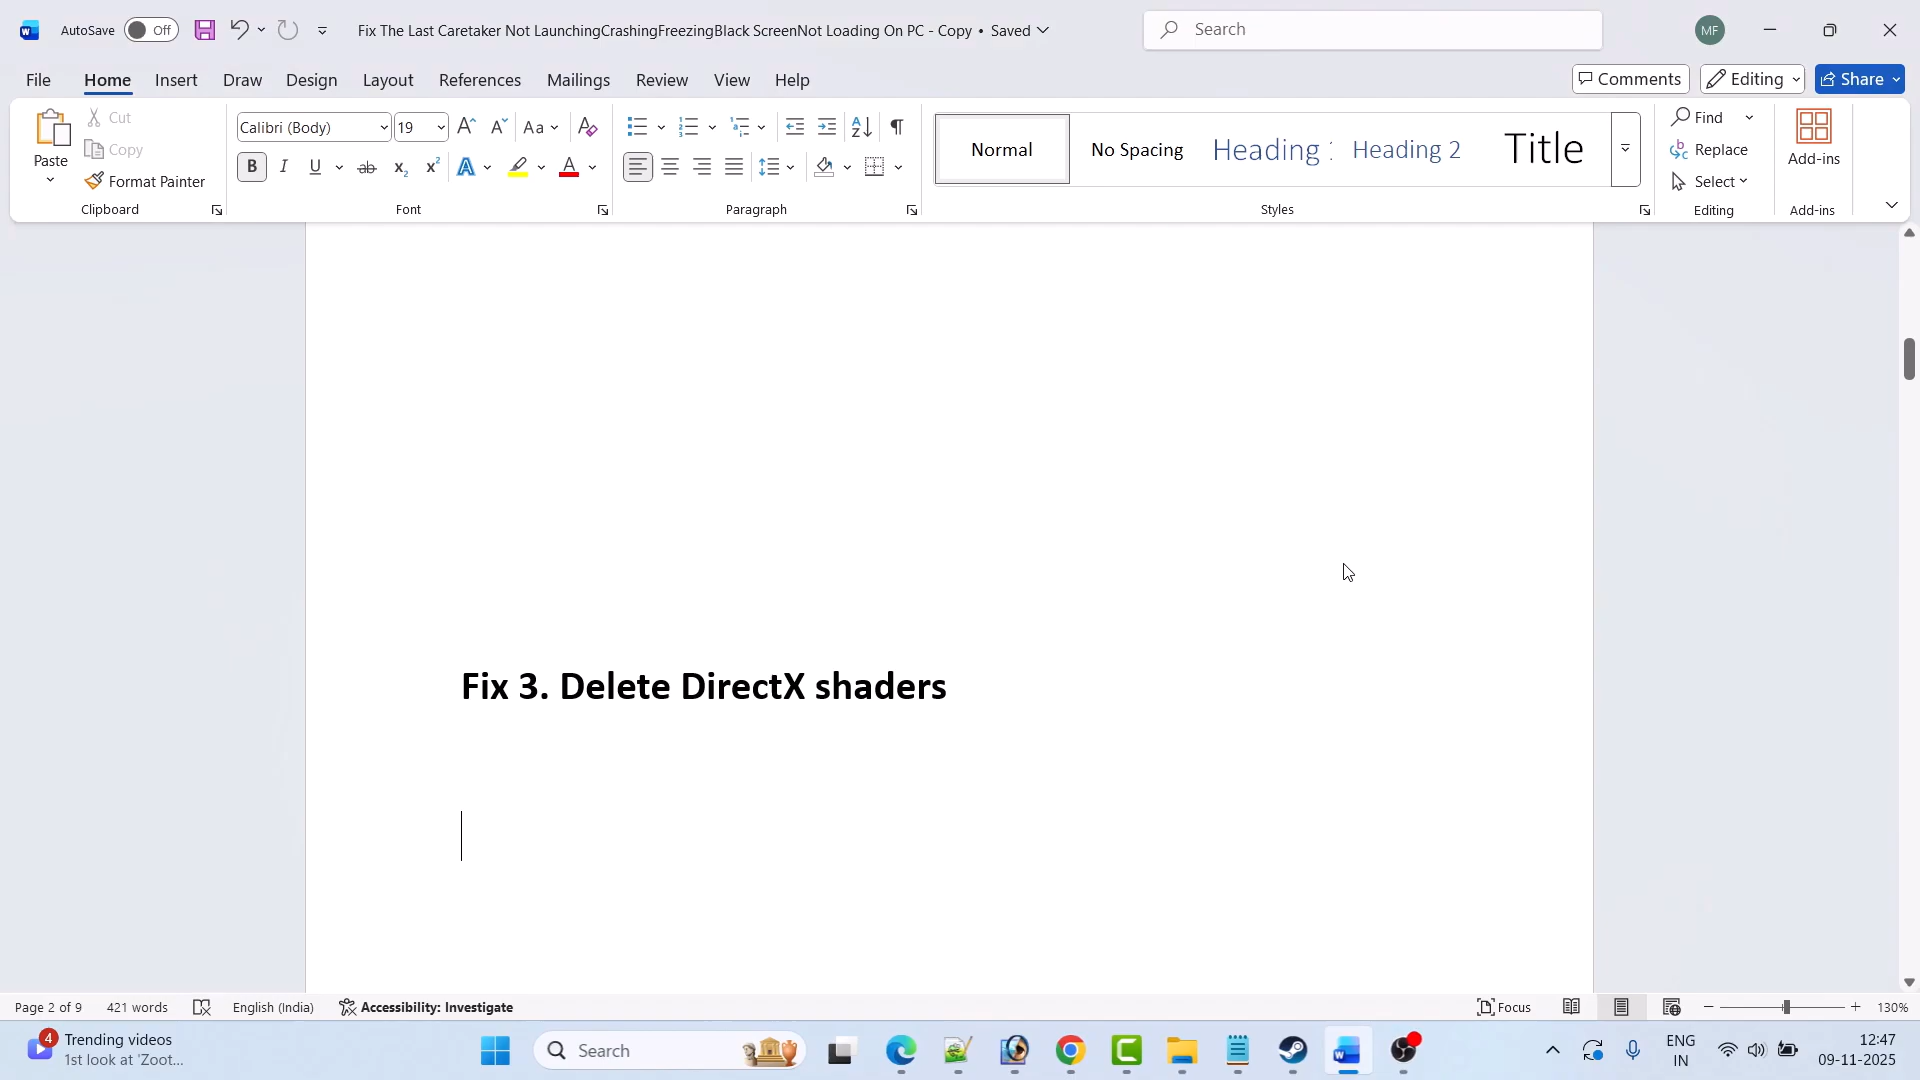 AutoSave Off
Fix The Last Caretaker Not LaunchingCrashingFreezingBlack ScreenNot Loading On PC - Copy • Saved
Search
MF
File Home Insert Draw Design Layout References Mailings Review View Help
Comments Editing Share
Paste
Cut
Copy
Format Painter
Clipboard
Calibri (Body) 19
Font
Paragraph
Normal No Spacing Heading Heading 2 Title
Styles
Find
Replace
Select
Editing
Add-ins
Add-ins
Fix 3. Delete DirectX shaders
Page 2 of 9 421 words English (India) Accessibility: Investigate
Focus
130%
4
Trending videos
1st look at 'Zoot...
Search
ENG
IN
12:47
09-11-2025